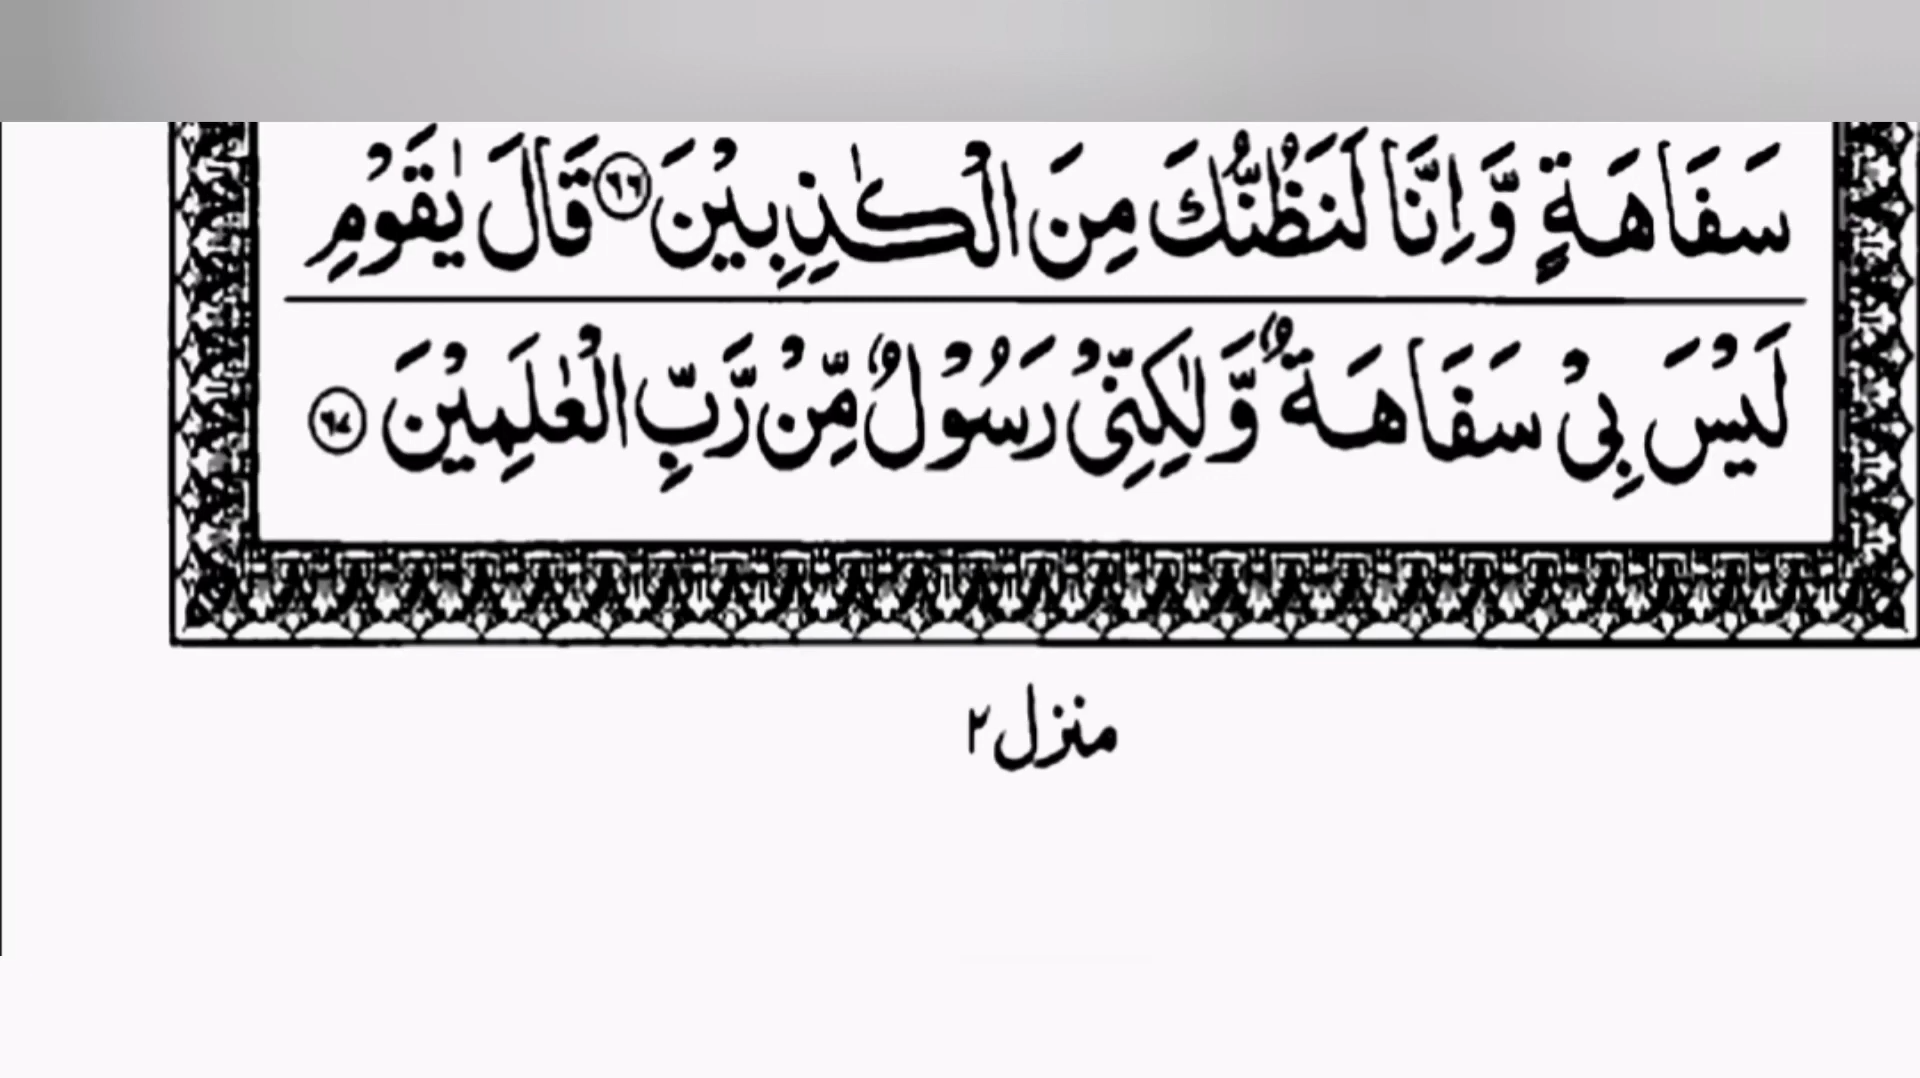 سَفَاهَةٍ وَّاِنَّا لَنَظُنُّكَ مِنَ الْكٰذِبِيْنَ ۝٦٦ قَالَ يٰقَوْمِ
لَيْسَ بِيْ سَفَاهَةٌ وَّلٰكِنِّيْ رَسُوْلٌ مِّنْ رَّبِّ الْعٰلَمِيْنَ ۝٦٧
منزل ٢